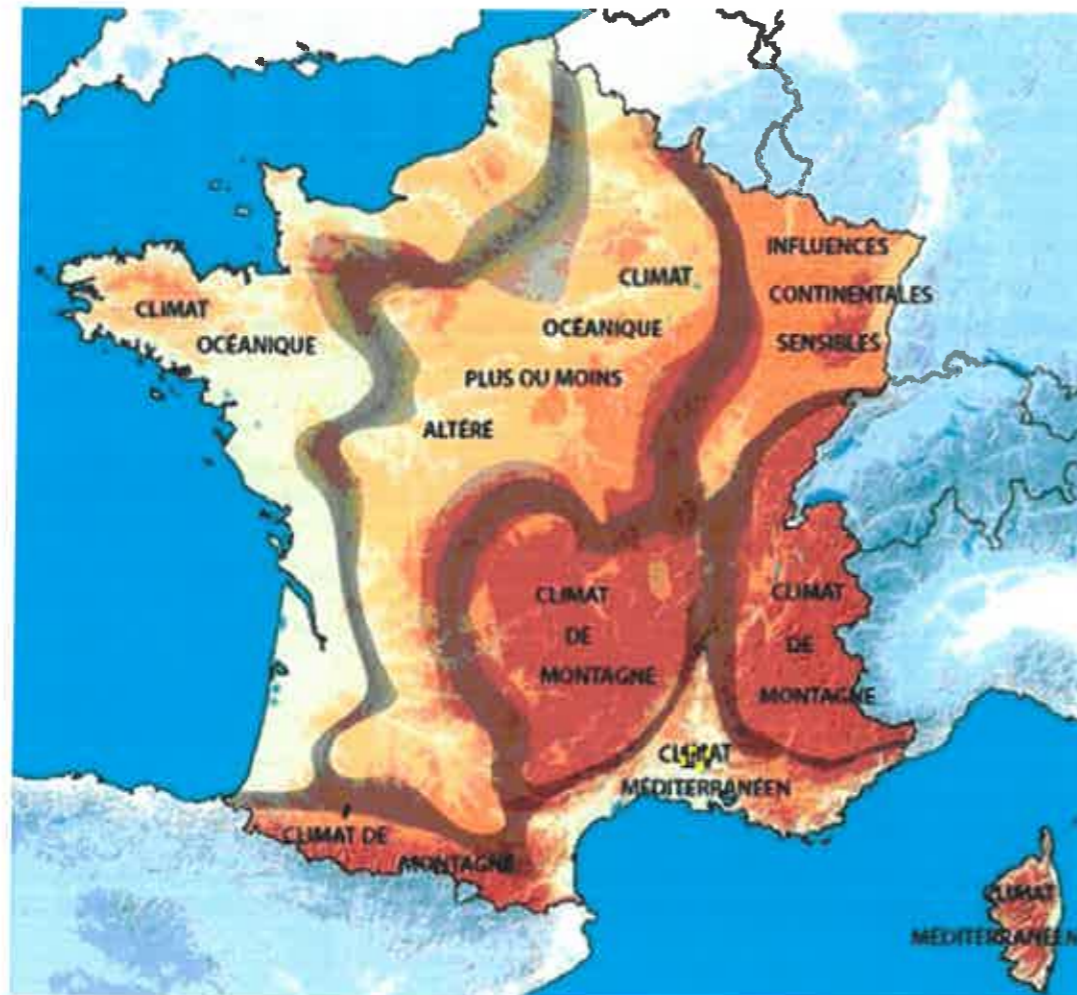 CLIMAT
OCÉANIQUE
CLIMAT
OCÉANIQUE
PLUS OU MOINS
ALTÉRÉ
INFLUENCES
CONTINENTALES
SENSIBLES
CLIMAT
DE
MONTAGNE
CLIMAT
DE
MONTAGNE
CLIMAT
MÉDITERRANÉEN
CLIMAT DE
MONTAGNE
CLIMAT
MÉDITERRANÉEN